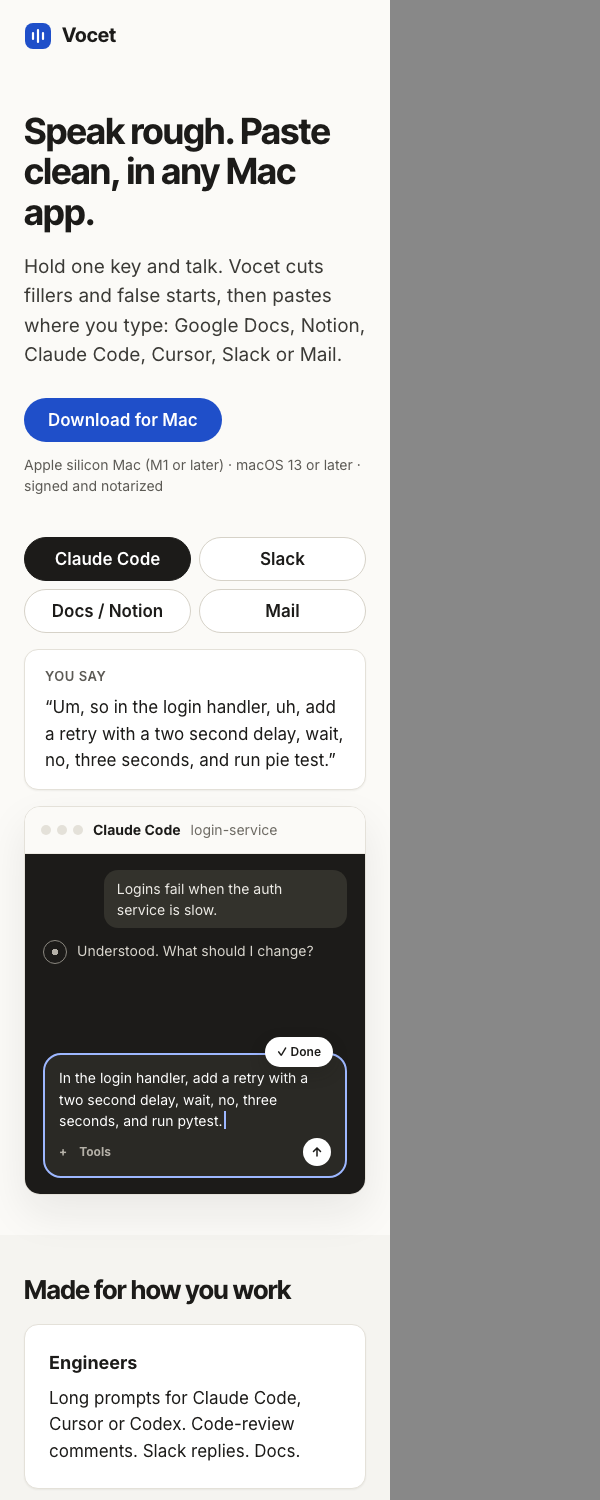 Vocet
Speak rough. Paste
clean, in any Mac
app.
Hold one key and talk. Vocet cuts
fillers and false starts, then pastes
where you type: Google Docs, Notion,
Claude Code, Cursor, Slack or Mail.
Download for Mac
Apple silicon Mac (M1 or later) · macOS 13 or later ·
signed and notarized
Claude Code
Slack
Docs / Notion
Mail
YOU SAY
“Um, so in the login handler, uh, add
a retry with a two second delay, wait,
no, three seconds, and run pie test.”
Claude Code login-service
Logins fail when the auth
service is slow.
Understood. What should I change?
✓ Done
In the login handler, add a retry with a
two second delay, wait, no, three
seconds, and run pytest.
+ Tools
Made for how you work
Engineers
Long prompts for Claude Code,
Cursor or Codex. Code-review
comments. Slack replies. Docs.